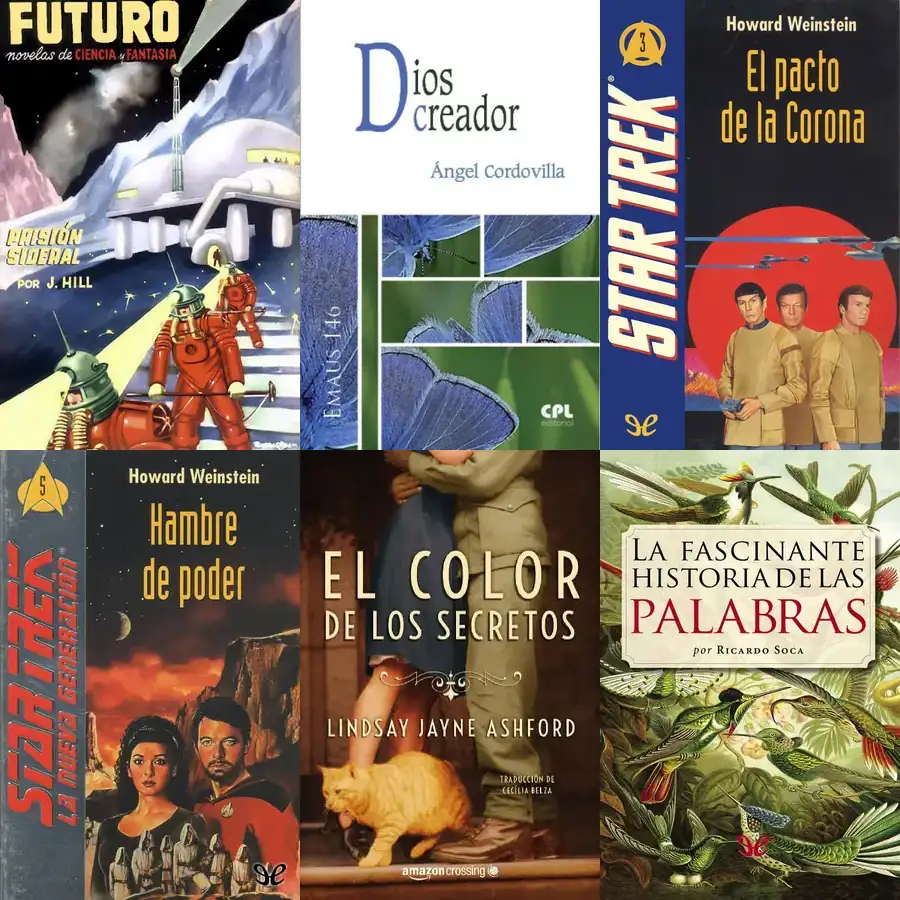 FUTURO
novelas de CIENCIA y FANTASIA
PRISIÓN
SIDERAL
POR J. HILL
Dios
creador
Ángel Cordovilla
EMAUS 146
CPL
editorial
3
STAR TREK®
Howard Weinstein
El pacto
de la Corona
5
STAR TREK®
LA NUEVA GENERACIÓN
Howard Weinstein
Hambre
de poder
EL COLOR
DE LOS SECRETOS
LINDSAY JAYNE ASHFORD
TRADUCCIÓN DE
CECILIA BELZA
amazoncrossing
LA FASCINANTE
HISTORIA DE LAS
PALABRAS
por RICARDO SOCA